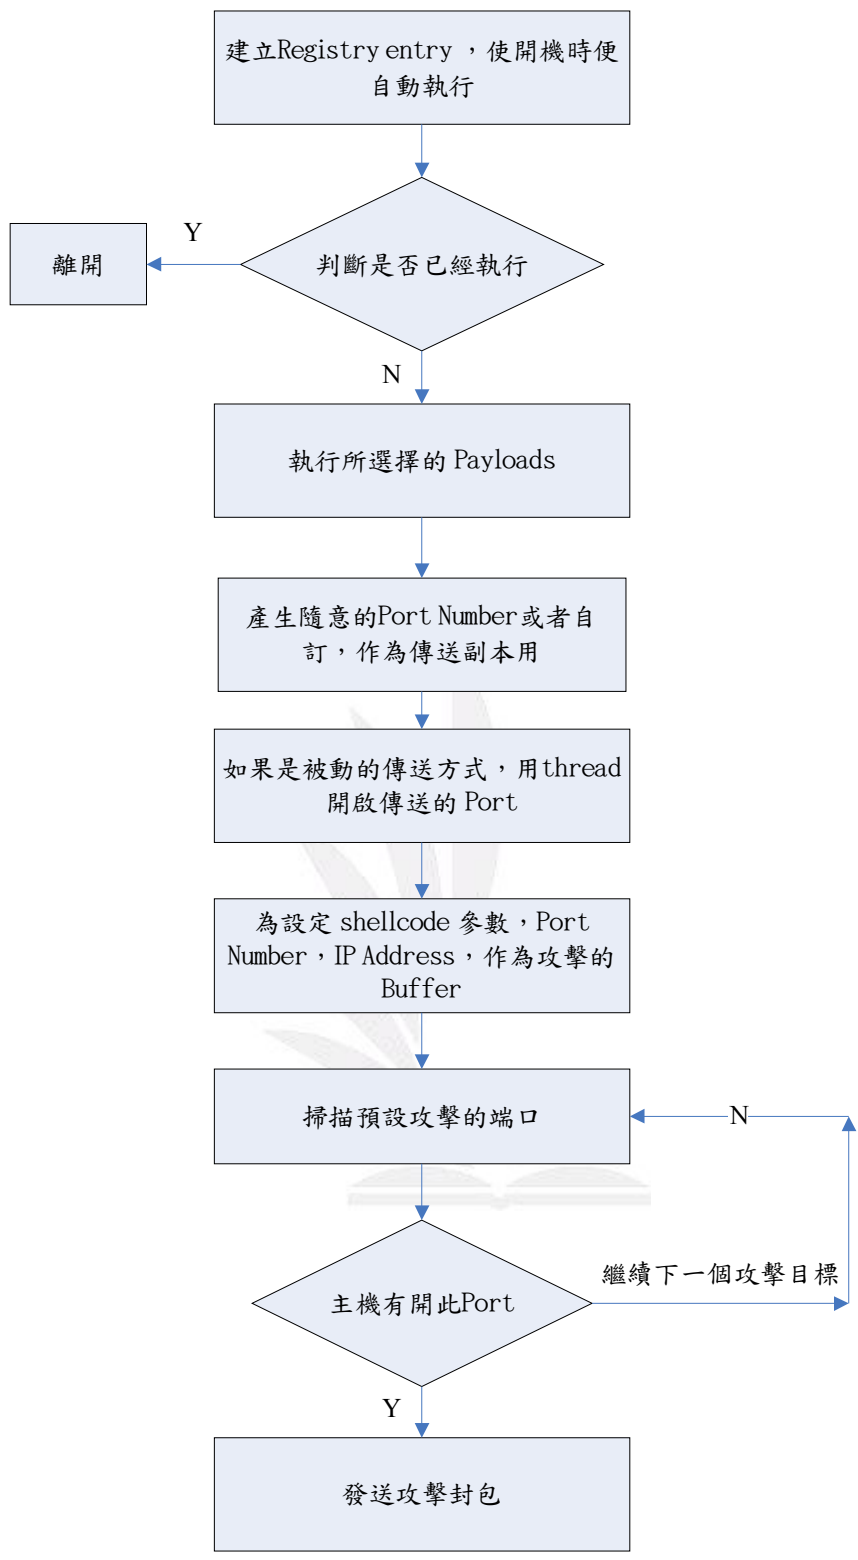 建立Registry entry ,使開機時便
自動執行
Y
離開
判斷是否已經執行
N
執行所選擇的 Payloads
產生隨意的Port Number或者自
訂,作為傳送副本用
如果是被動的傳送方式,用thread
開啟傳送的 Port
為設定 shellcode 參數,Port
Number,IP Address,作為攻擊的
Buffer
掃描預設攻擊的端口
N
繼續下一個攻擊目標
主機有開此Port
Y
發送攻擊封包